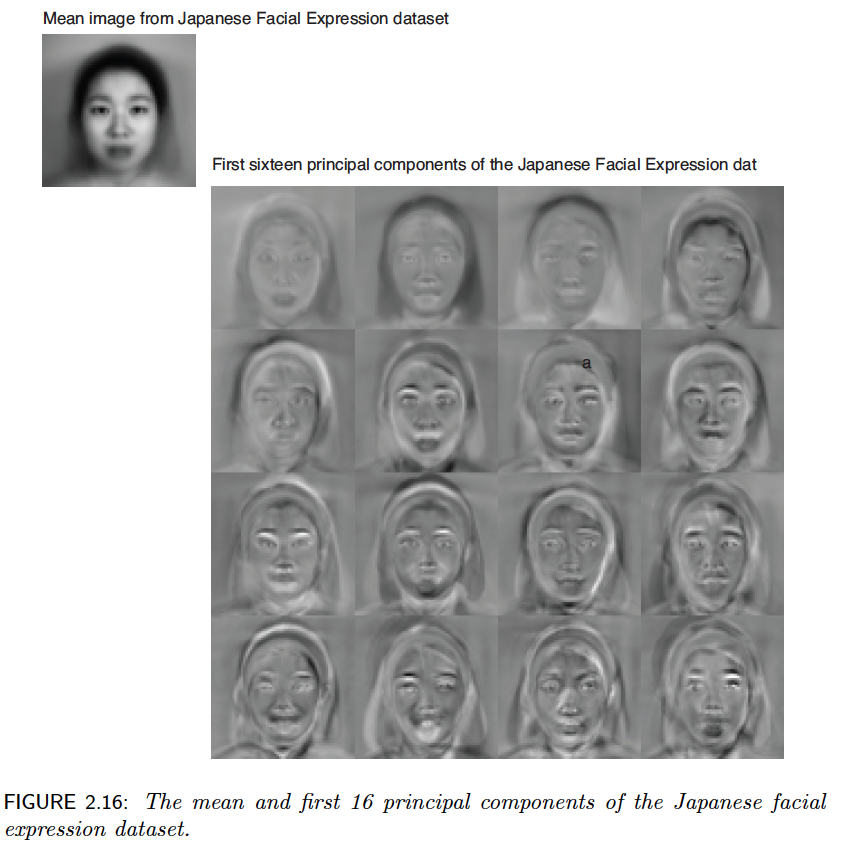 Mean image from Japanese Facial Expression dataset
First sixteen principal components of the Japanese Facial Expression dat
a
FIGURE 2.16: The mean and first 16 principal components of the Japanese facial
expression dataset.